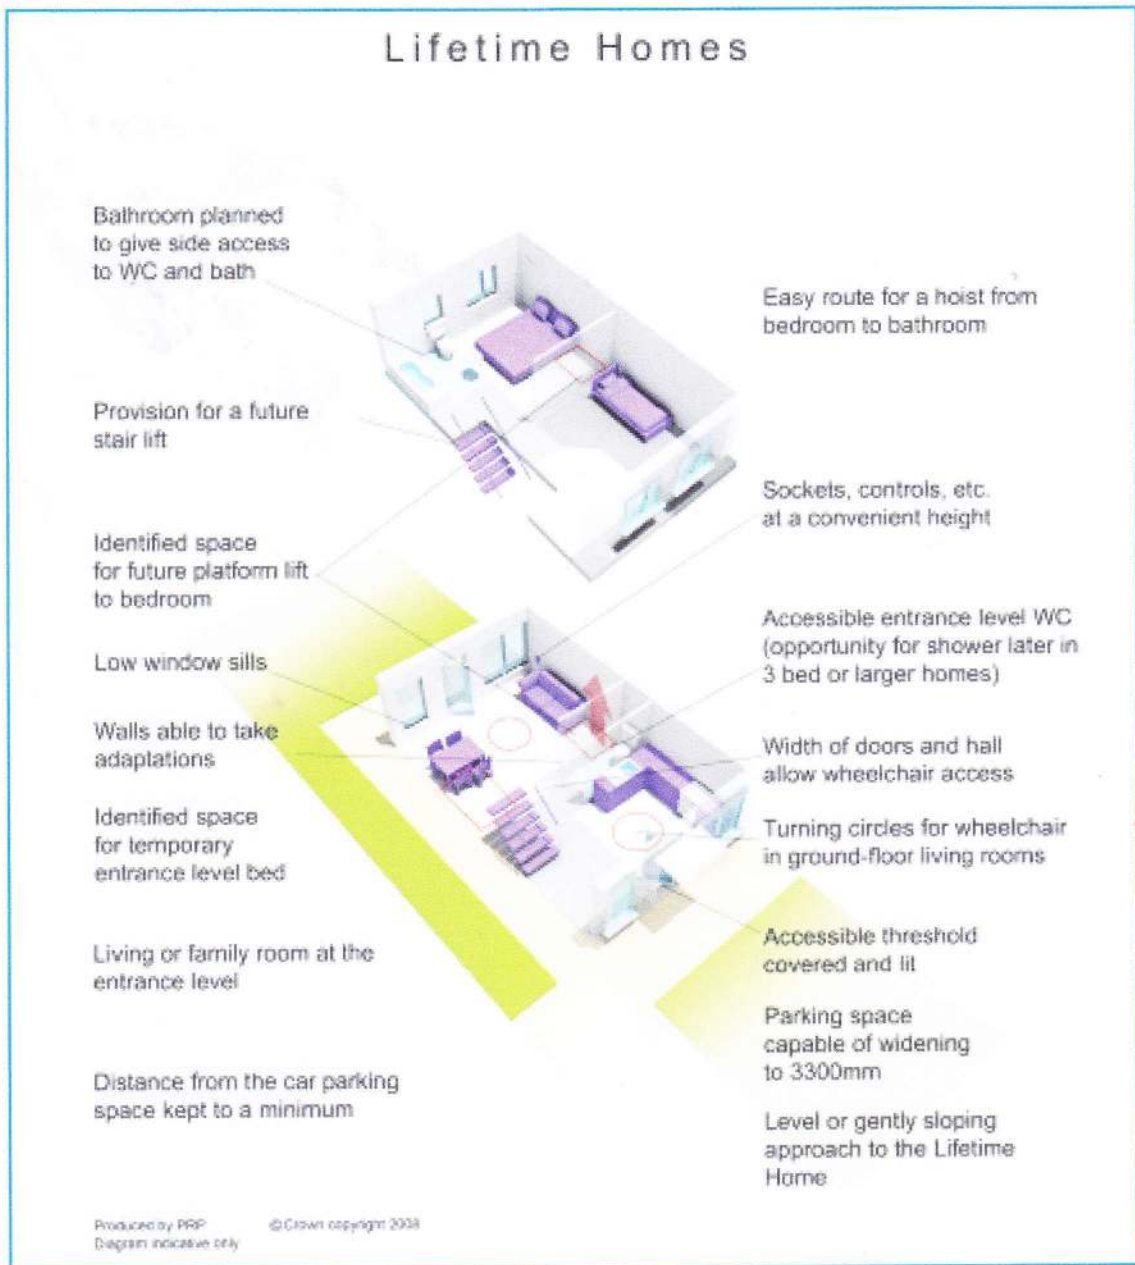 Lifetime Homes
Bathroom planned
to give side access
to WC and bath
Provision for a future
stair lift
Identified space
for future platform lift
to bedroom
Low window sills
Walls able to take
adaptations
Identified space
for temporary
entrance level bed
Living or family room at the
entrance level
Distance from the car parking
space kept to a minimum
Easy route for a hoist from
bedroom to bathroom
Sockets, controls, etc.
at a convenient height
Accessible entrance level WC
(opportunity for shower later in
3 bed or larger homes)
Width of doors and hall
allow wheelchair access
Turning circles for wheelchair
in ground-floor living rooms
Accessible threshold
covered and lit
Parking space
capable of widening
to 3300mm
Level or gently sloping
approach to the Lifetime
Home
Produced by PRP © Crown copyright 2008
Diagram indicative only